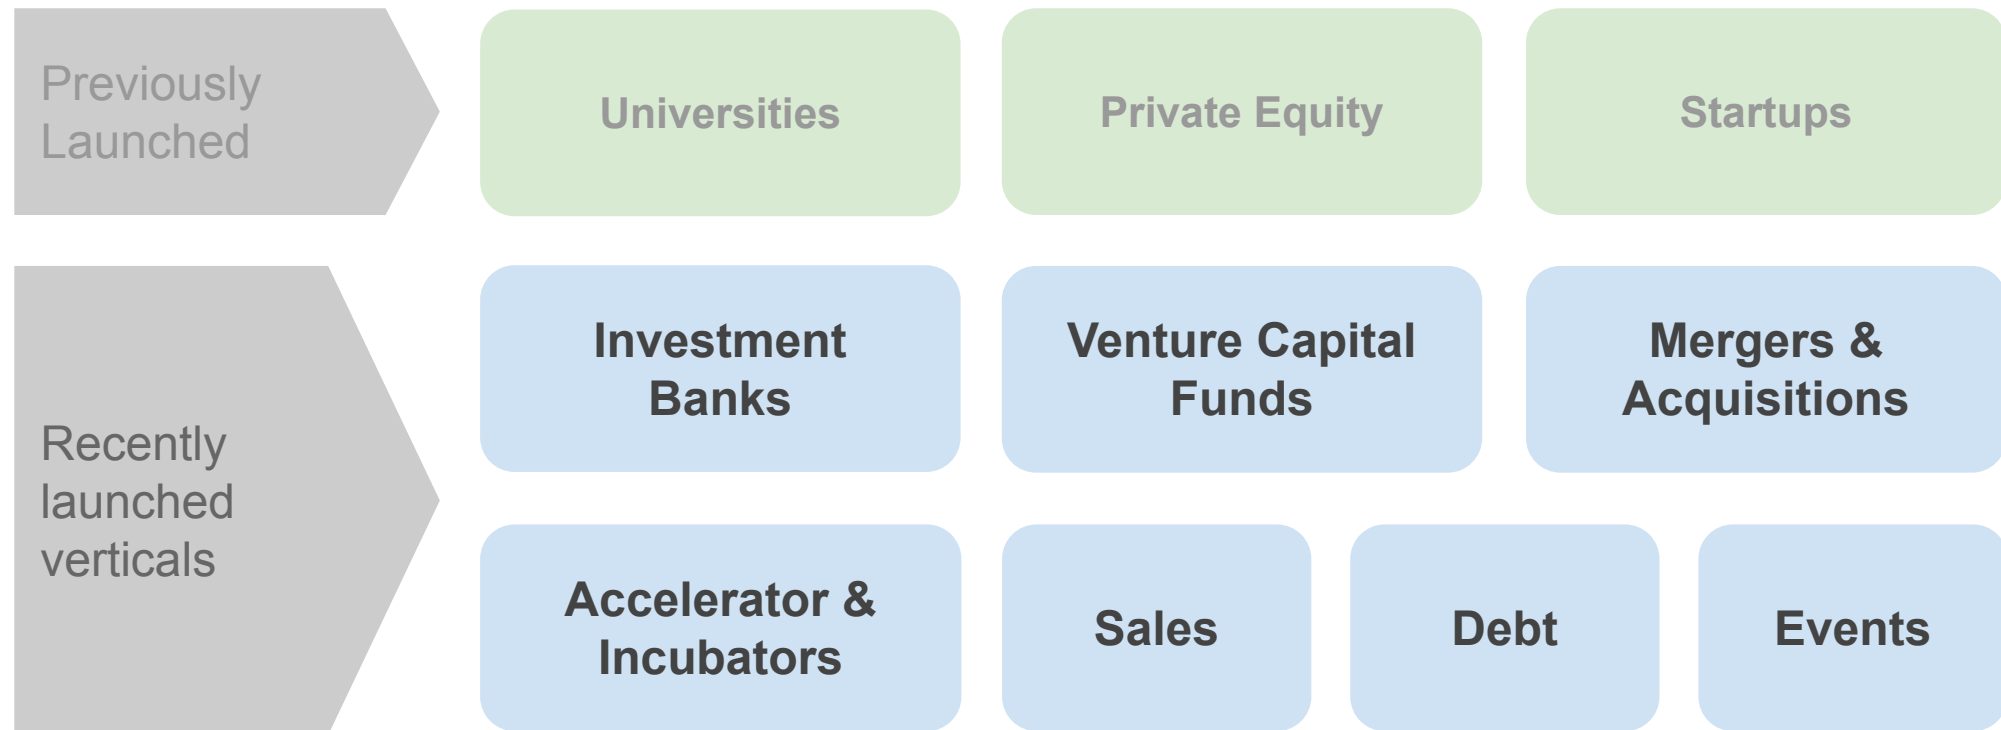 Previously
Launched
Universities
Private Equity
Startups
Recently
launched
verticals
Investment
Banks
Venture Capital
Funds
Mergers &
Acquisitions
Accelerator &
Incubators
Sales
Debt
Events